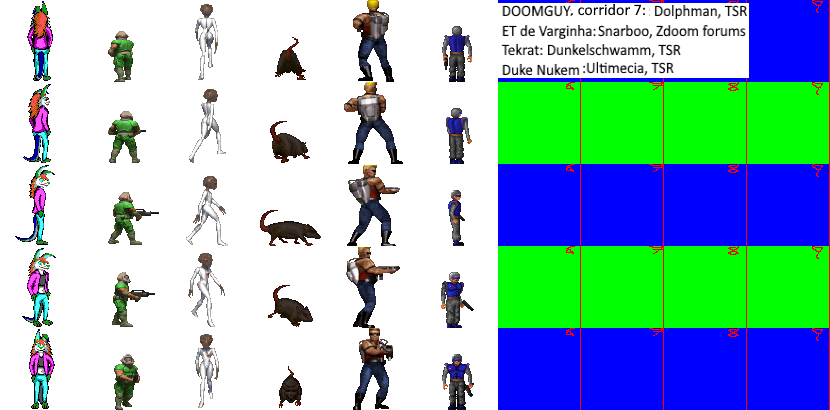 DOOMGUY, corridor 7: Dolphman, TSR
ET de Varginha: Snarboo, Zdoom forums
Tekrat: Dunkelschwamm, TSR
Duke Nukem :Ultimecia, TSR